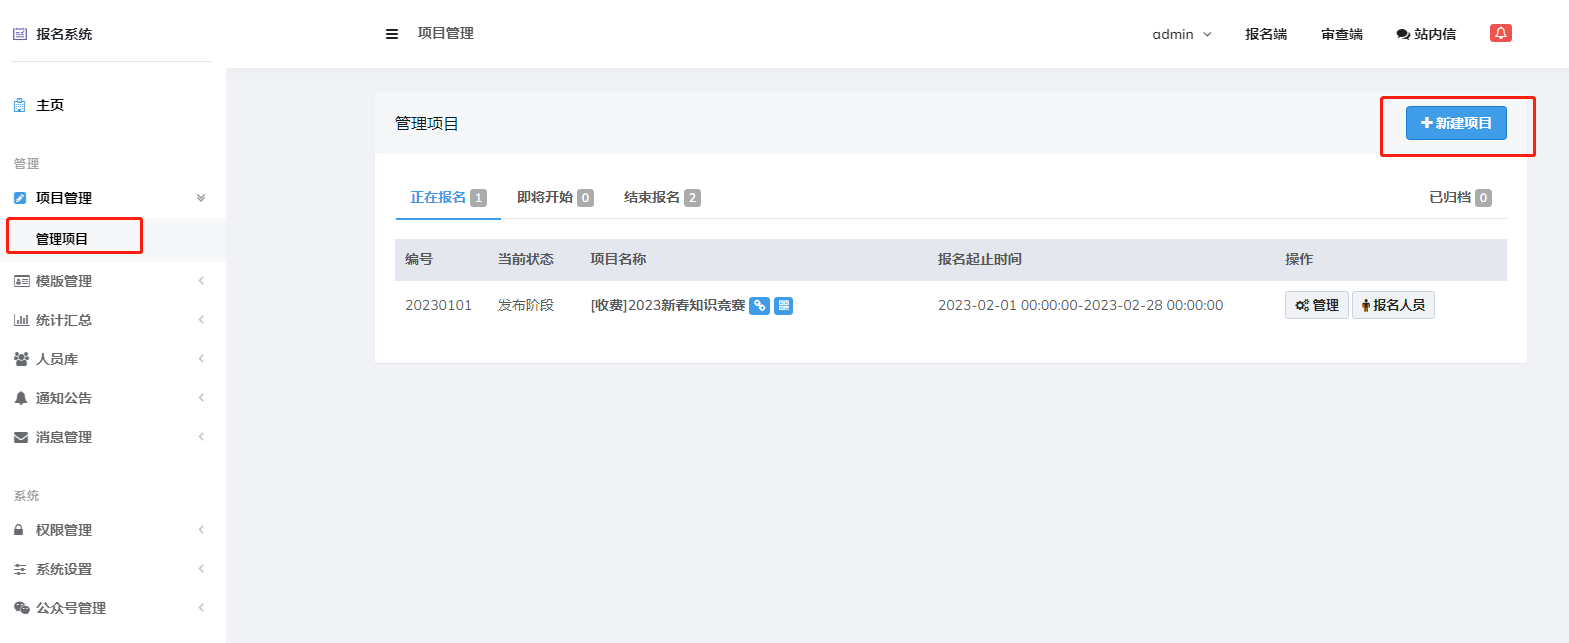 报名系统
项目管理
admin
报名端
审查端
站内信
主页
管理
项目管理
管理项目
模版管理
统计汇总
人员库
通知公告
消息管理
系统
权限管理
系统设置
公众号管理
管理项目
新建项目
正在报名 1
即将开始 0
结束报名 2
已归档 0
编号 当前状态 项目名称 报名起止时间 操作
20230101 发布阶段 [收费]2023新春知识竞赛 2023-02-01 00:00:00-2023-02-28 00:00:00 管理 报名人员